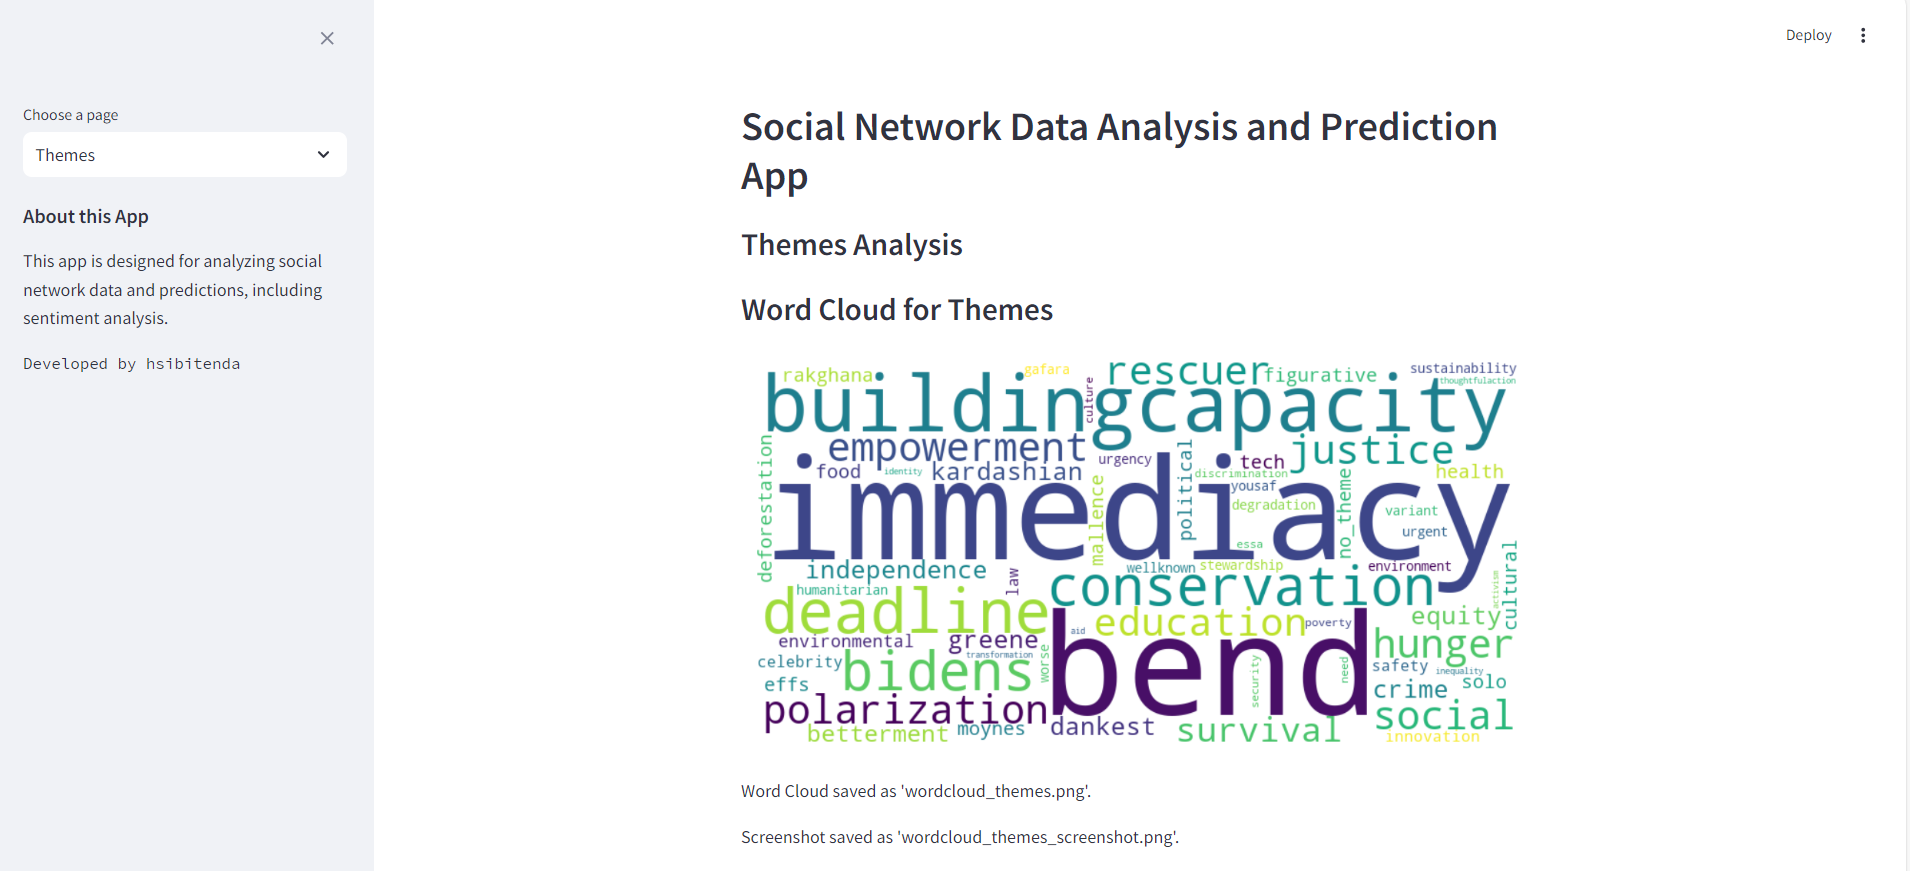 Deploy
Choose a page
Themes
About this App
This app is designed for analyzing social
network data and predictions, including
sentiment analysis.
Developed by hsibitenda
Social Network Data Analysis and Prediction
App
Themes Analysis
Word Cloud for Themes
rakghana
gafara
culture
rescuer
figurative
sustainability
thoughtfulaction
buildingcapacity
deforestation
empowerment
food
identity
kardashian
urgency
political
discrimination
tech
justice
yousaf
health
immediacy
mallence
degradation
no_theme
variant
urgent
essa
independence
law
wellknown
stewardship
environment
cultural
activism
humanitarian
conservation
deadline
education
poverty
equity
aid
environmental
greene
transformation
worse
bend
hunger
celebrity
bidens
security
need
safety
inequality
effs
crime
solo
polarization
social
betterment
moynes
dankest
survival
innovation
Word Cloud saved as 'wordcloud_themes.png'.
Screenshot saved as 'wordcloud_themes_screenshot.png'.